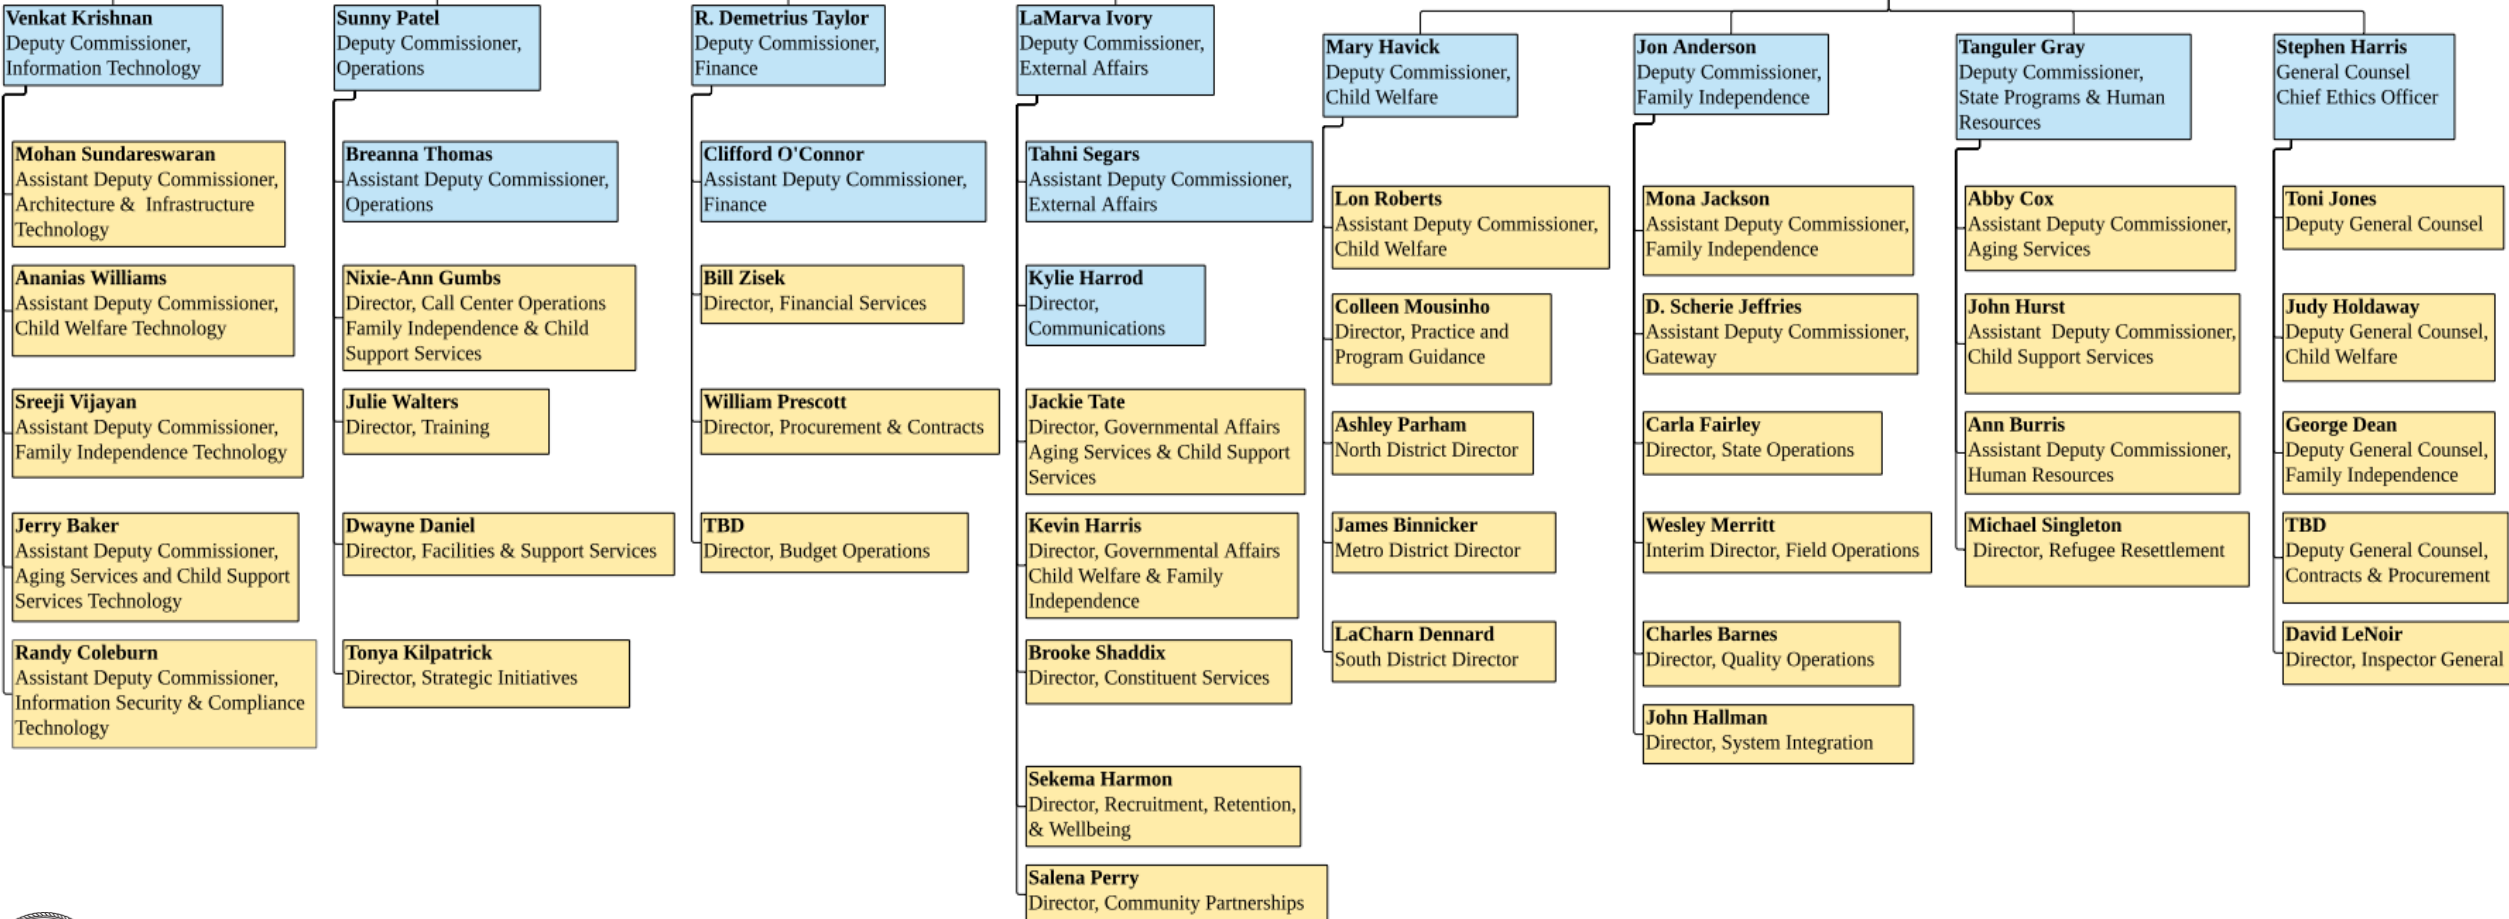 Venkat Krishnan
Deputy Commissioner,
Information Technology
Mohan Sundareswaran
Assistant Deputy Commissioner,
Architecture & Infrastructure
Technology
Ananias Williams
Assistant Deputy Commissioner,
Child Welfare Technology
Sreeji Vijayan
Assistant Deputy Commissioner,
Family Independence Technology
Jerry Baker
Assistant Deputy Commissioner,
Aging Services and Child Support
Services Technology
Randy Coleburn
Assistant Deputy Commissioner,
Information Security & Compliance
Technology
Sunny Patel
Deputy Commissioner,
Operations
Breanna Thomas
Assistant Deputy Commissioner,
Operations
Nixie-Ann Gumbs
Director, Call Center Operations
Family Independence & Child
Support Services
Julie Walters
Director, Training
Dwayne Daniel
Director, Facilities & Support Services
Tonya Kilpatrick
Director, Strategic Initiatives
R. Demetrius Taylor
Deputy Commissioner,
Finance
Clifford O'Connor
Assistant Deputy Commissioner,
Finance
Bill Zisek
Director, Financial Services
William Prescott
Director, Procurement & Contracts
TBD
Director, Budget Operations
LaMarva Ivory
Deputy Commissioner,
External Affairs
Tahni Segars
Assistant Deputy Commissioner,
External Affairs
Kylie Harrod
Director,
Communications
Jackie Tate
Director, Governmental Affairs
Aging Services & Child Support
Services
Kevin Harris
Director, Governmental Affairs
Child Welfare & Family
Independence
Brooke Shaddix
Director, Constituent Services
Sekema Harmon
Director, Recruitment, Retention,
& Wellbeing
Salena Perry
Director, Community Partnerships
Mary Havick
Deputy Commissioner,
Child Welfare
Lon Roberts
Assistant Deputy Commissioner,
Child Welfare
Colleen Mousinho
Director, Practice and
Program Guidance
Ashley Parham
North District Director
James Binnicker
Metro District Director
LaCharn Dennard
South District Director
Jon Anderson
Deputy Commissioner,
Family Independence
Mona Jackson
Assistant Deputy Commissioner,
Family Independence
D. Scherie Jeffries
Assistant Deputy Commissioner,
Gateway
Carla Fairley
Director, State Operations
Wesley Merritt
Interim Director, Field Operations
Charles Barnes
Director, Quality Operations
John Hallman
Director, System Integration
Tanguler Gray
Deputy Commissioner,
State Programs & Human
Resources
Abby Cox
Assistant Deputy Commissioner,
Aging Services
John Hurst
Assistant Deputy Commissioner,
Child Support Services
Ann Burris
Assistant Deputy Commissioner,
Human Resources
Michael Singleton
Director, Refugee Resettlement
Stephen Harris
General Counsel
Chief Ethics Officer
Toni Jones
Deputy General Counsel
Judy Holdaway
Deputy General Counsel,
Child Welfare
George Dean
Deputy General Counsel,
Family Independence
TBD
Deputy General Counsel,
Contracts & Procurement
David LeNoir
Director, Inspector General